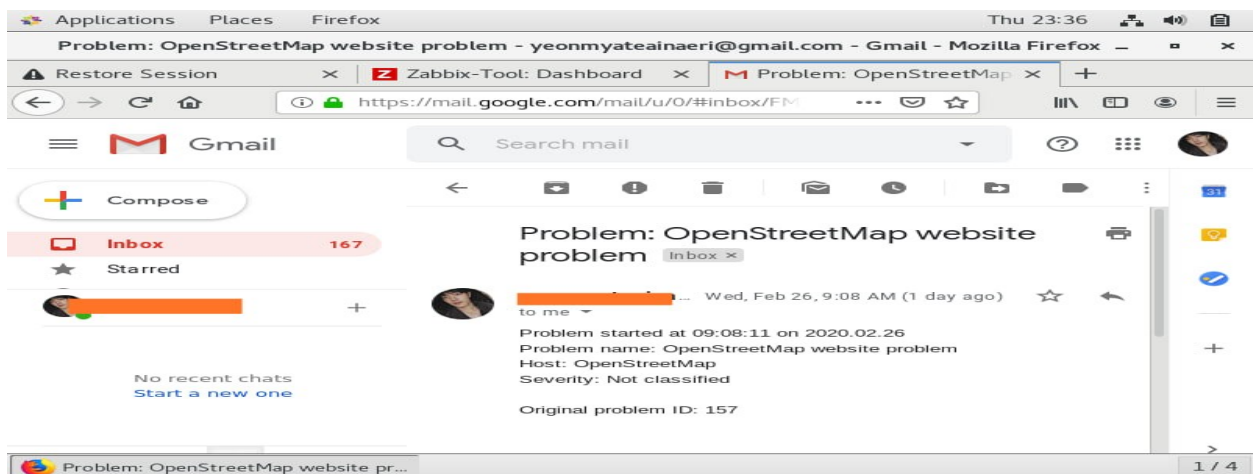 Applications Places Firefox Thu 23:36
Problem: OpenStreetMap website problem - yeonmyateainaeri@gmail.com - Gmail - Mozilla Firefox
Restore Session Zabbix-Tool: Dashboard Problem: OpenStreetMap
https://mail.google.com/mail/u/0/#inbox/FM
Gmail Search mail
Compose
Inbox 167
Starred
No recent chats
Start a new one
31
Problem: OpenStreetMap website
problem Inbox ×
Wed, Feb 26, 9:08 AM (1 day ago)
to me
Problem started at 09:08:11 on 2020.02.26
Problem name: OpenStreetMap website problem
Host: OpenStreetMap
Severity: Not classified
Original problem ID: 157
Problem: OpenStreetMap website pr... 1 / 4